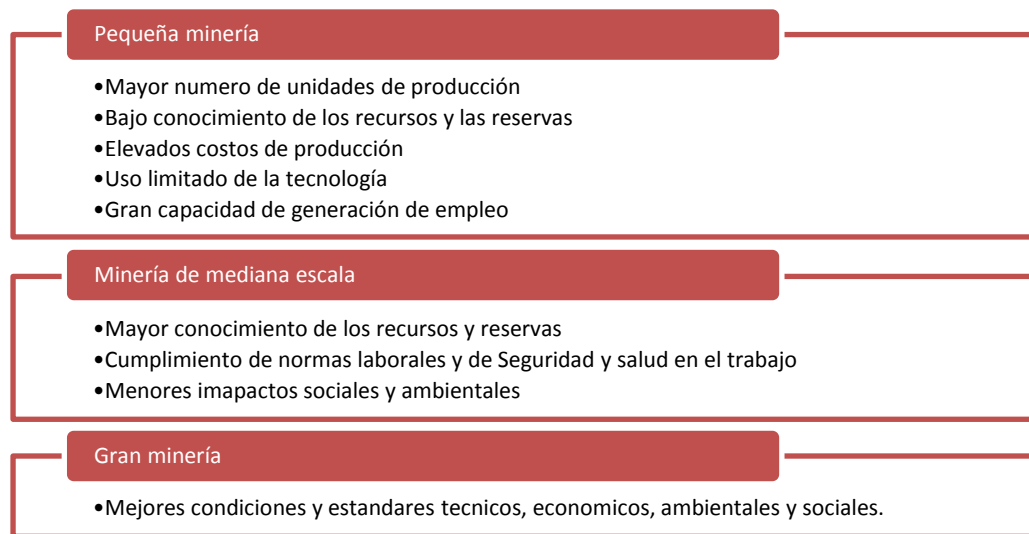 Pequeña minería
•Mayor numero de unidades de producción
•Bajo conocimiento de los recursos y las reservas
•Elevados costos de producción
•Uso limitado de la tecnología
•Gran capacidad de generación de empleo
Minería de mediana escala
•Mayor conocimiento de los recursos y reservas
•Cumplimiento de normas laborales y de Seguridad y salud en el trabajo
•Menores imapactos sociales y ambientales
Gran minería
•Mejores condiciones y estandares tecnicos, economicos, ambientales y sociales.